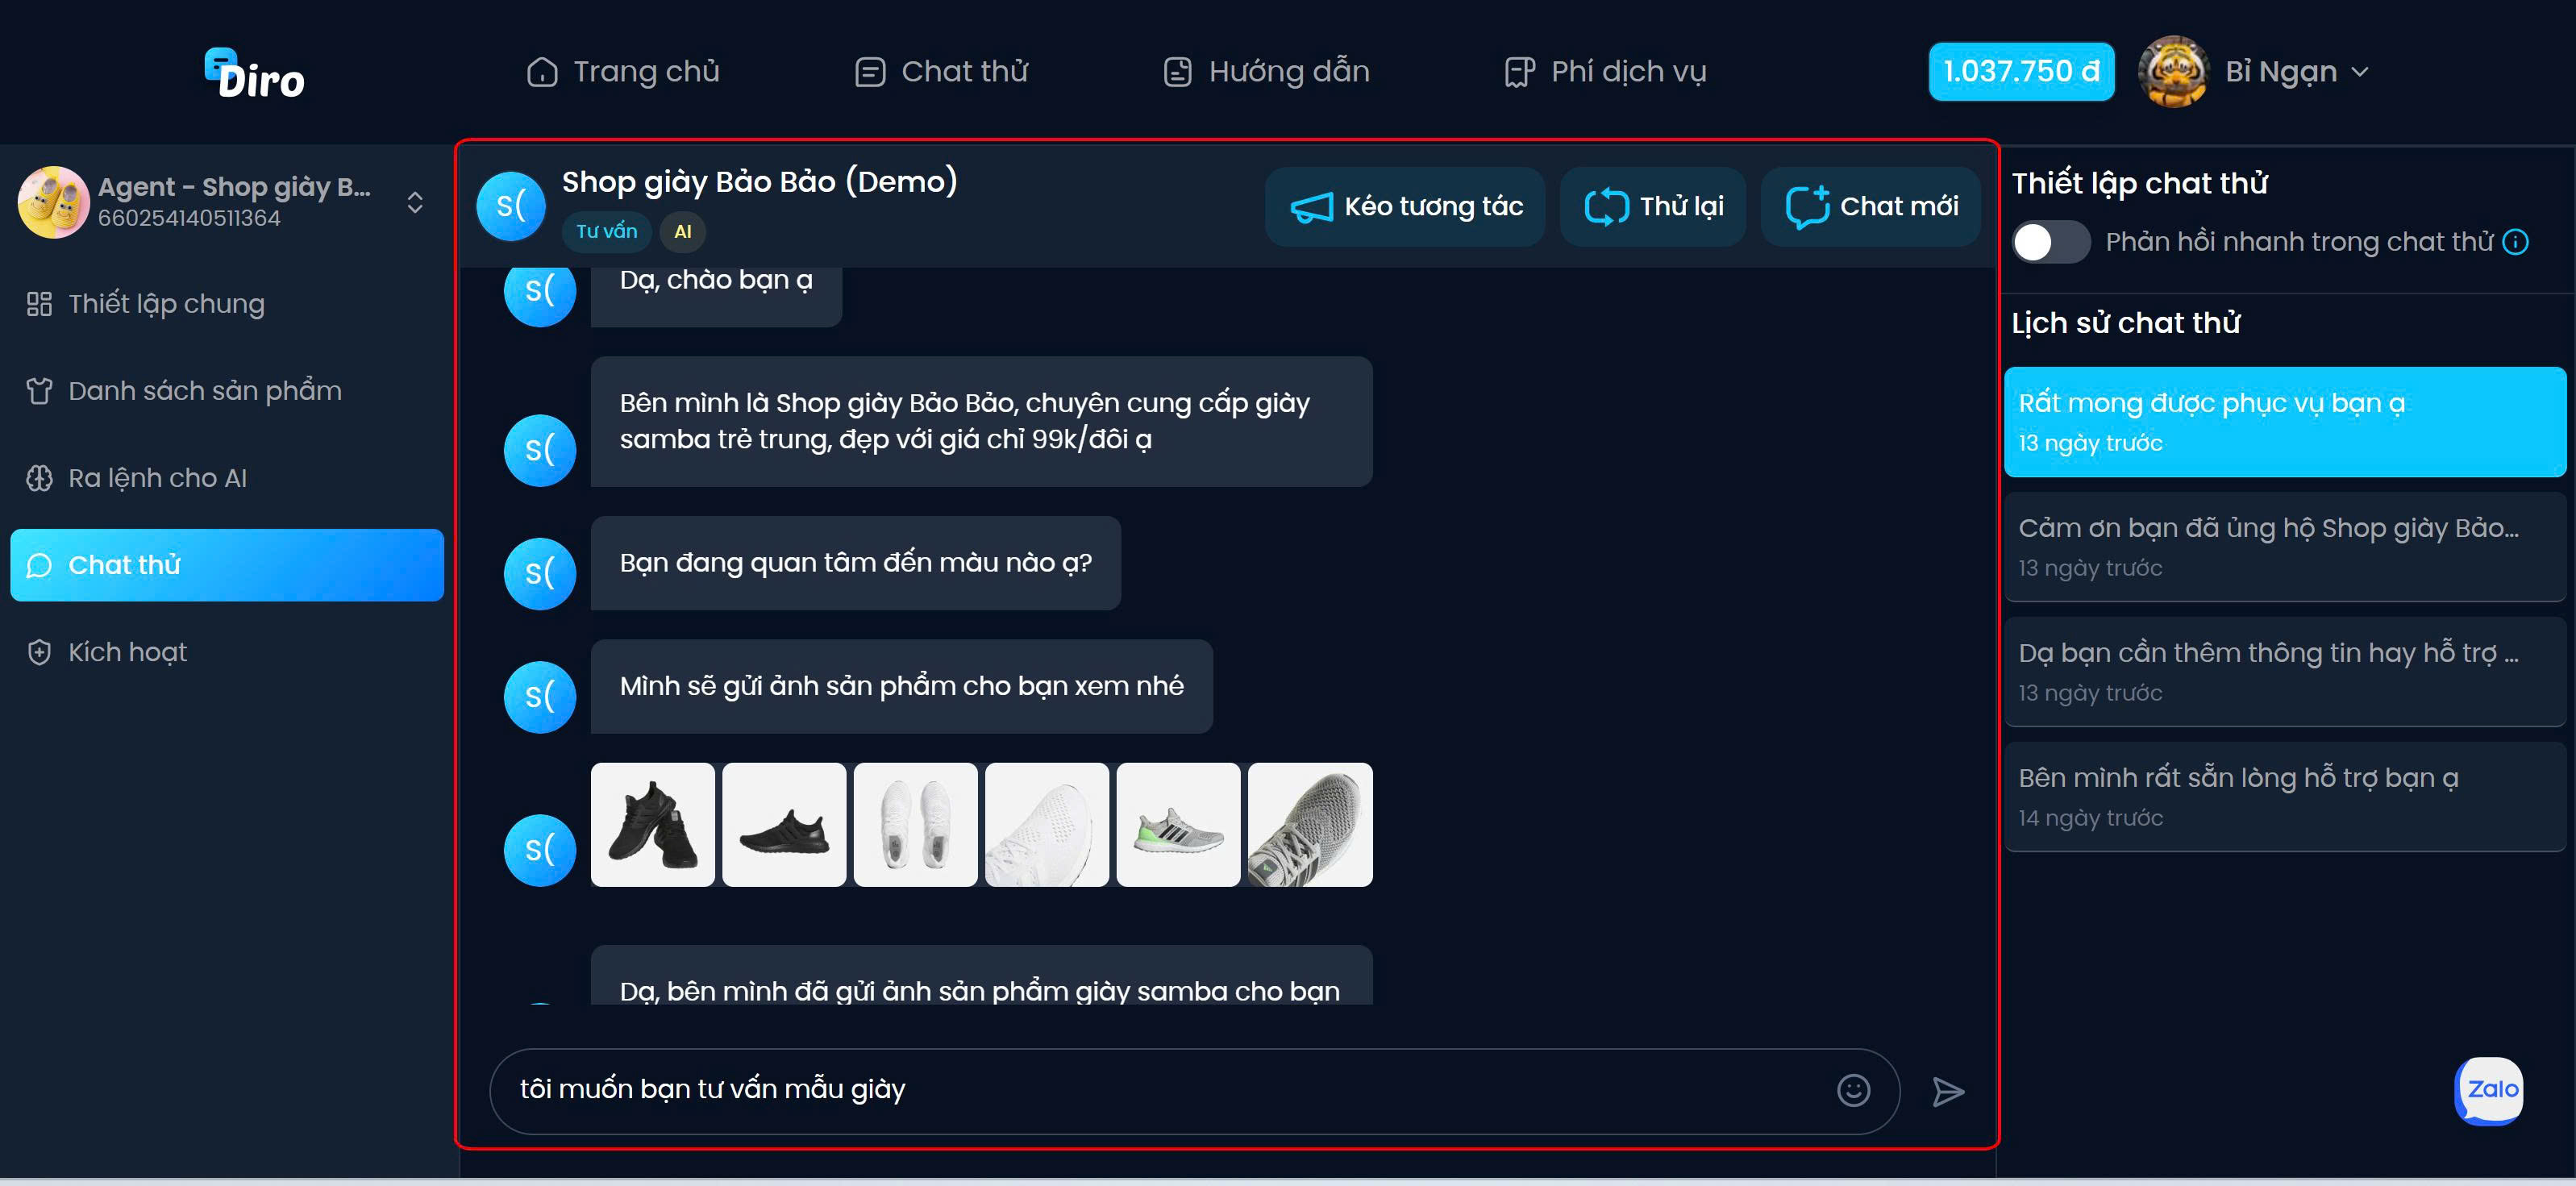 Diro
Trang chủ
Chat thử
Hướng dẫn
Phí dịch vụ
1.037.750 đ
Bỉ Ngạn
Agent - Shop giày B...
660254140511364
Thiết lập chung
Danh sách sản phẩm
Ra lệnh cho AI
Chat thử
Kích hoạt
S(
Shop giày Bảo Bảo (Demo)
Tư vấn
AI
Kéo tương tác
Thử lại
Chat mới
S(
Dạ, chào bạn ạ
Bên mình là Shop giày Bảo Bảo, chuyên cung cấp giày
samba trẻ trung, đẹp với giá chỉ 99k/đôi ạ
S(
Bạn đang quan tâm đến màu nào ạ?
S(
Mình sẽ gửi ảnh sản phẩm cho bạn xem nhé
S(
S(
Dạ, bên mình đã gửi ảnh sản phẩm giày samba cho bạn
tôi muốn bạn tư vấn mẫu giày
Thiết lập chat thử
Phản hồi nhanh trong chat thử
Lịch sử chat thử
Rất mong được phục vụ bạn ạ
13 ngày trước
Cảm ơn bạn đã ủng hộ Shop giày Bảo...
13 ngày trước
Dạ bạn cần thêm thông tin hay hỗ trợ ...
13 ngày trước
Bên mình rất sẵn lòng hỗ trợ bạn ạ
14 ngày trước
Zalo